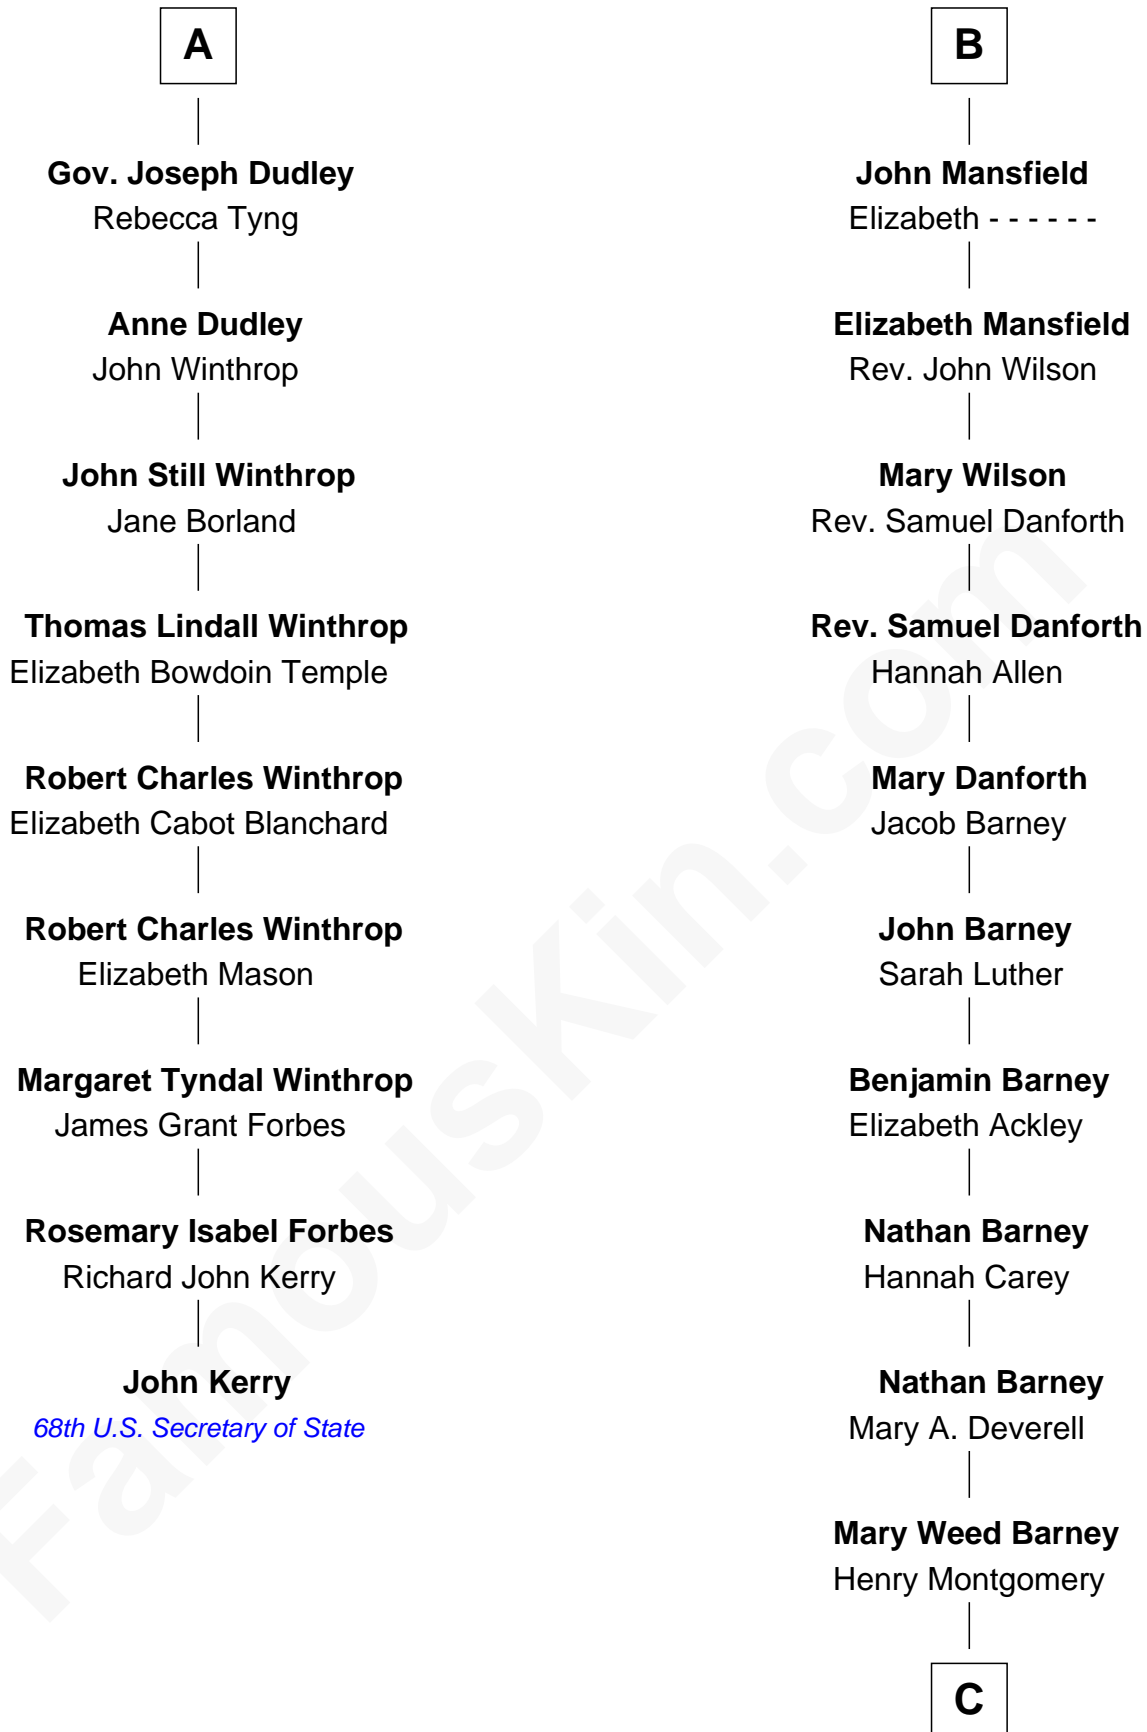 A
Gov. Joseph Dudley
Rebecca Tyng
Anne Dudley
John Winthrop
John Still Winthrop
Jane Borland
Thomas Lindall Winthrop
Elizabeth Bowdoin Temple
Robert Charles Winthrop
Elizabeth Cabot Blanchard
Robert Charles Winthrop
Elizabeth Mason
Margaret Tyndal Winthrop
James Grant Forbes
Rosemary Isabel Forbes
Richard John Kerry
John Kerry
68th U.S. Secretary of State
B
John Mansfield
Elizabeth - - - - - -
Elizabeth Mansfield
Rev. John Wilson
Mary Wilson
Rev. Samuel Danforth
Rev. Samuel Danforth
Hannah Allen
Mary Danforth
Jacob Barney
John Barney
Sarah Luther
Benjamin Barney
Elizabeth Ackley
Nathan Barney
Hannah Carey
Nathan Barney
Mary A. Deverell
Mary Weed Barney
Henry Montgomery
C
FamousKin.com